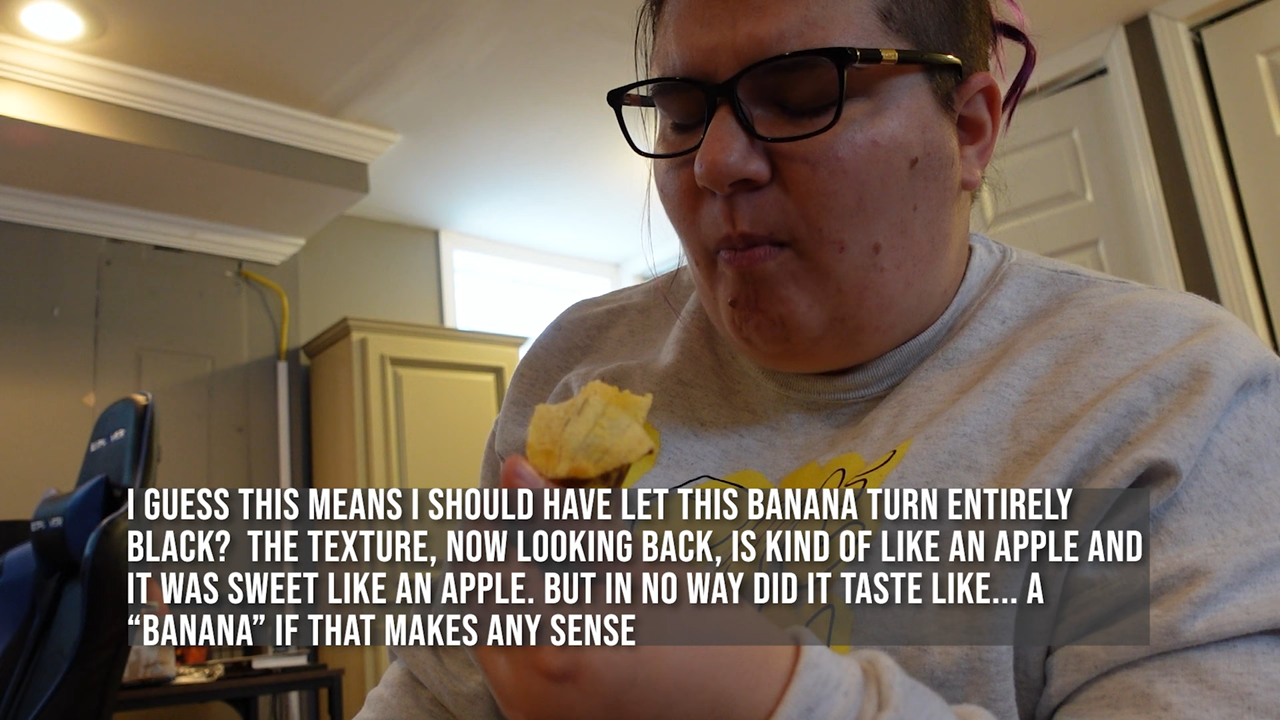 I GUESS THIS MEANS I SHOULD HAVE LET THIS BANANA TURN ENTIRELY
BLACK?  THE TEXTURE, NOW LOOKING BACK, IS KIND OF LIKE AN APPLE AND
IT WAS SWEET LIKE AN APPLE. BUT IN NO WAY DID IT TASTE LIKE... A
“BANANA” IF THAT MAKES ANY SENSE